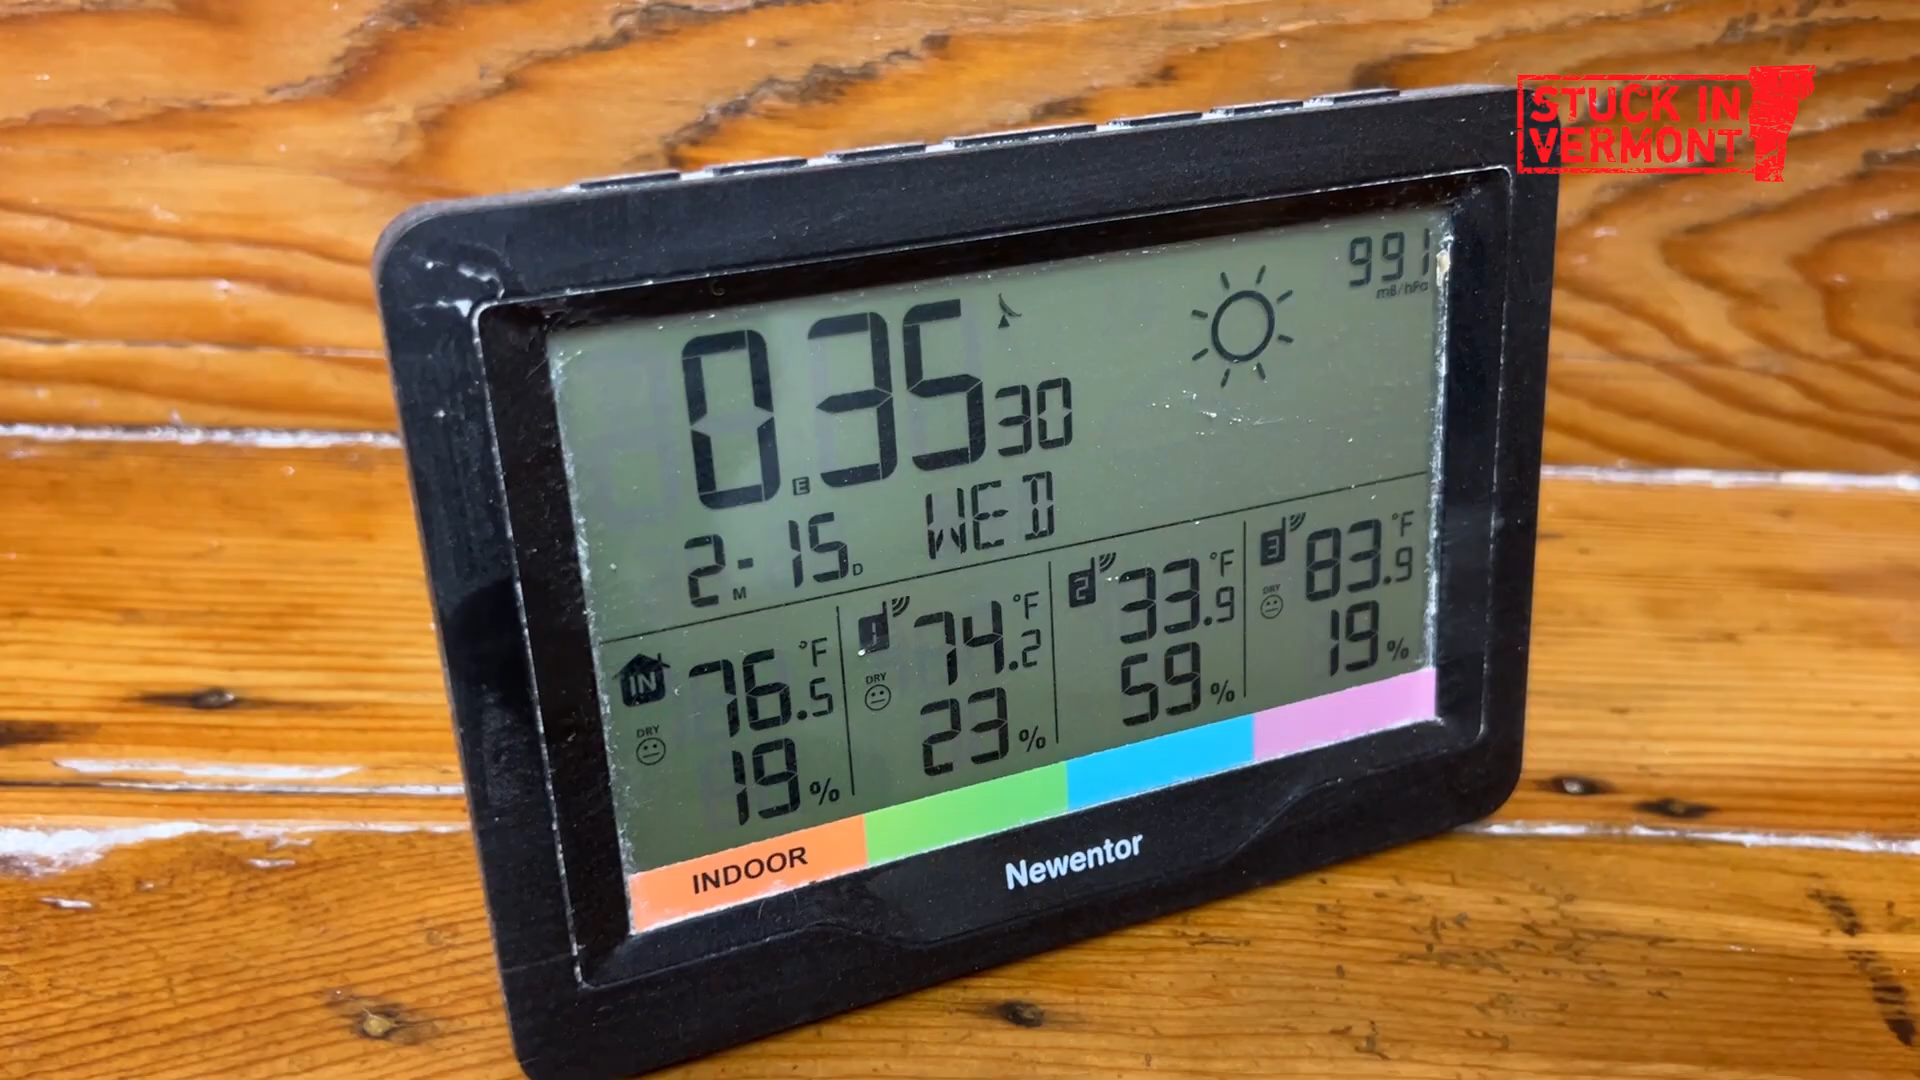 STUCK IN
VERMONT
991
mB/hPa
0:35 30
E
2-15 WED
M D
IN 76.5 °F
DRY
19%
1 74.2 °F
DRY
23%
2 33.9 °F
59%
3 83.9 °F
DRY
19%
INDOOR
Newentor